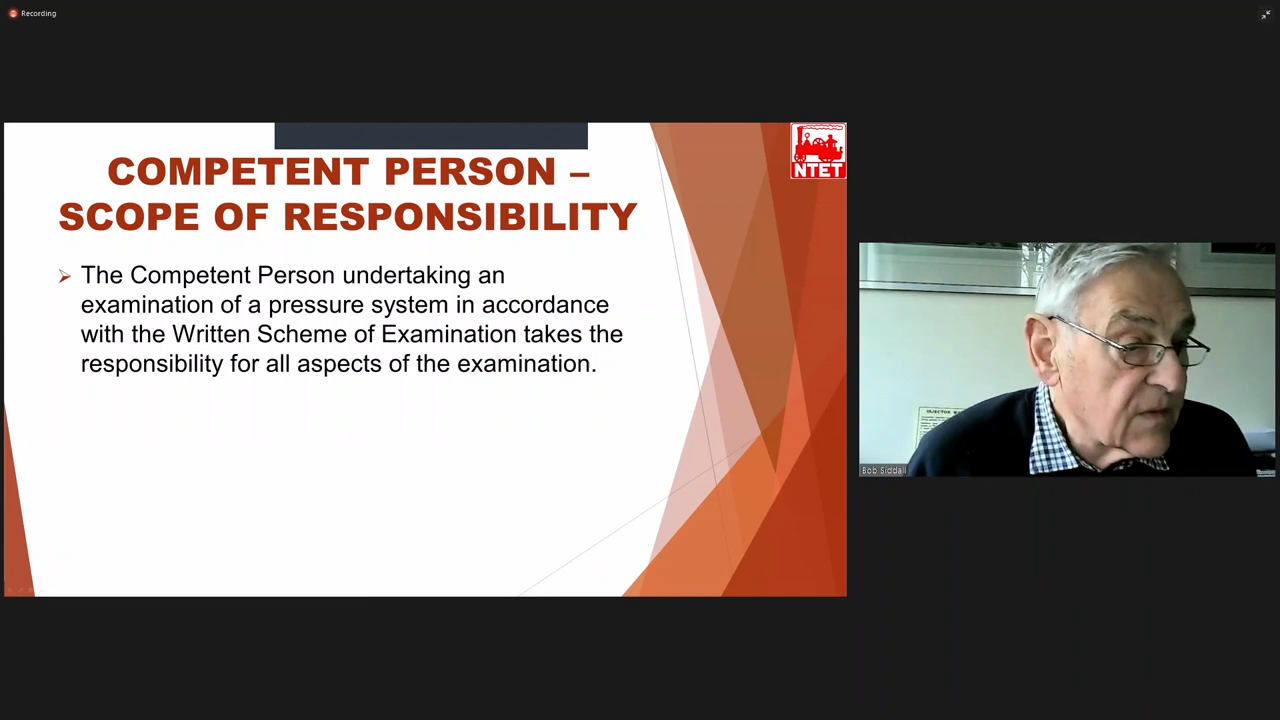 Recording
NTET
COMPETENT PERSON –
SCOPE OF RESPONSIBILITY
The Competent Person undertaking an
examination of a pressure system in accordance
with the Written Scheme of Examination takes the
responsibility for all aspects of the examination.
INJECTOR
Bob Siddall